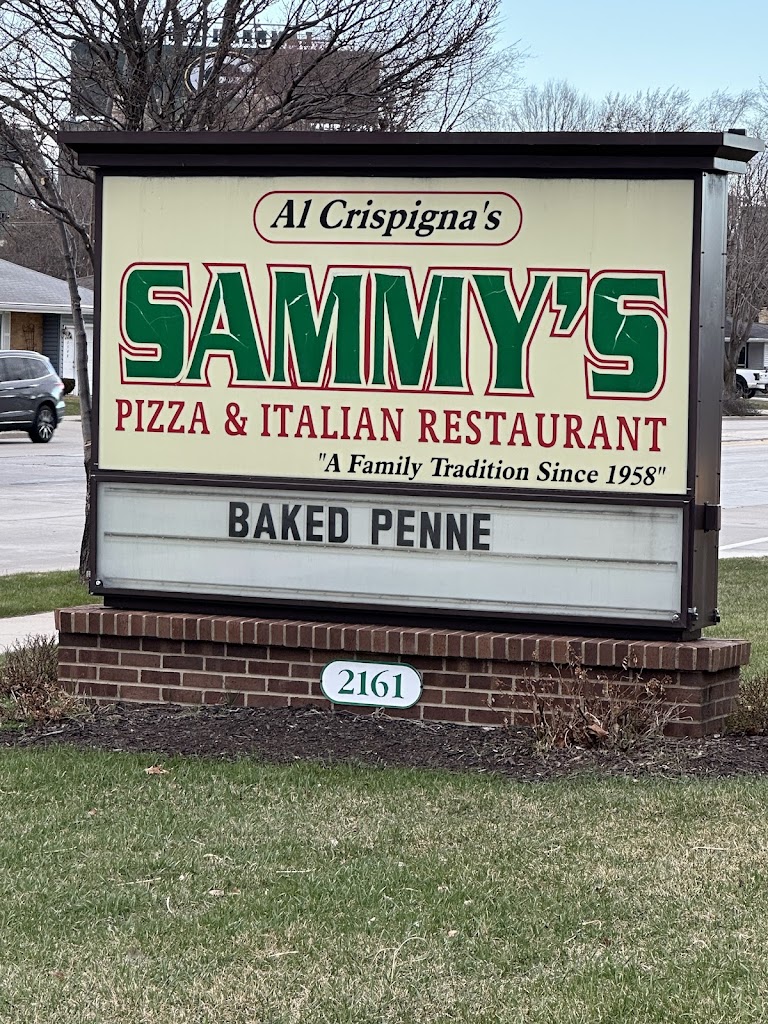 Al Crispigna's
SAMMY'S
PIZZA & ITALIAN RESTAURANT
"A Family Tradition Since 1958"
BAKED PENNE
2161